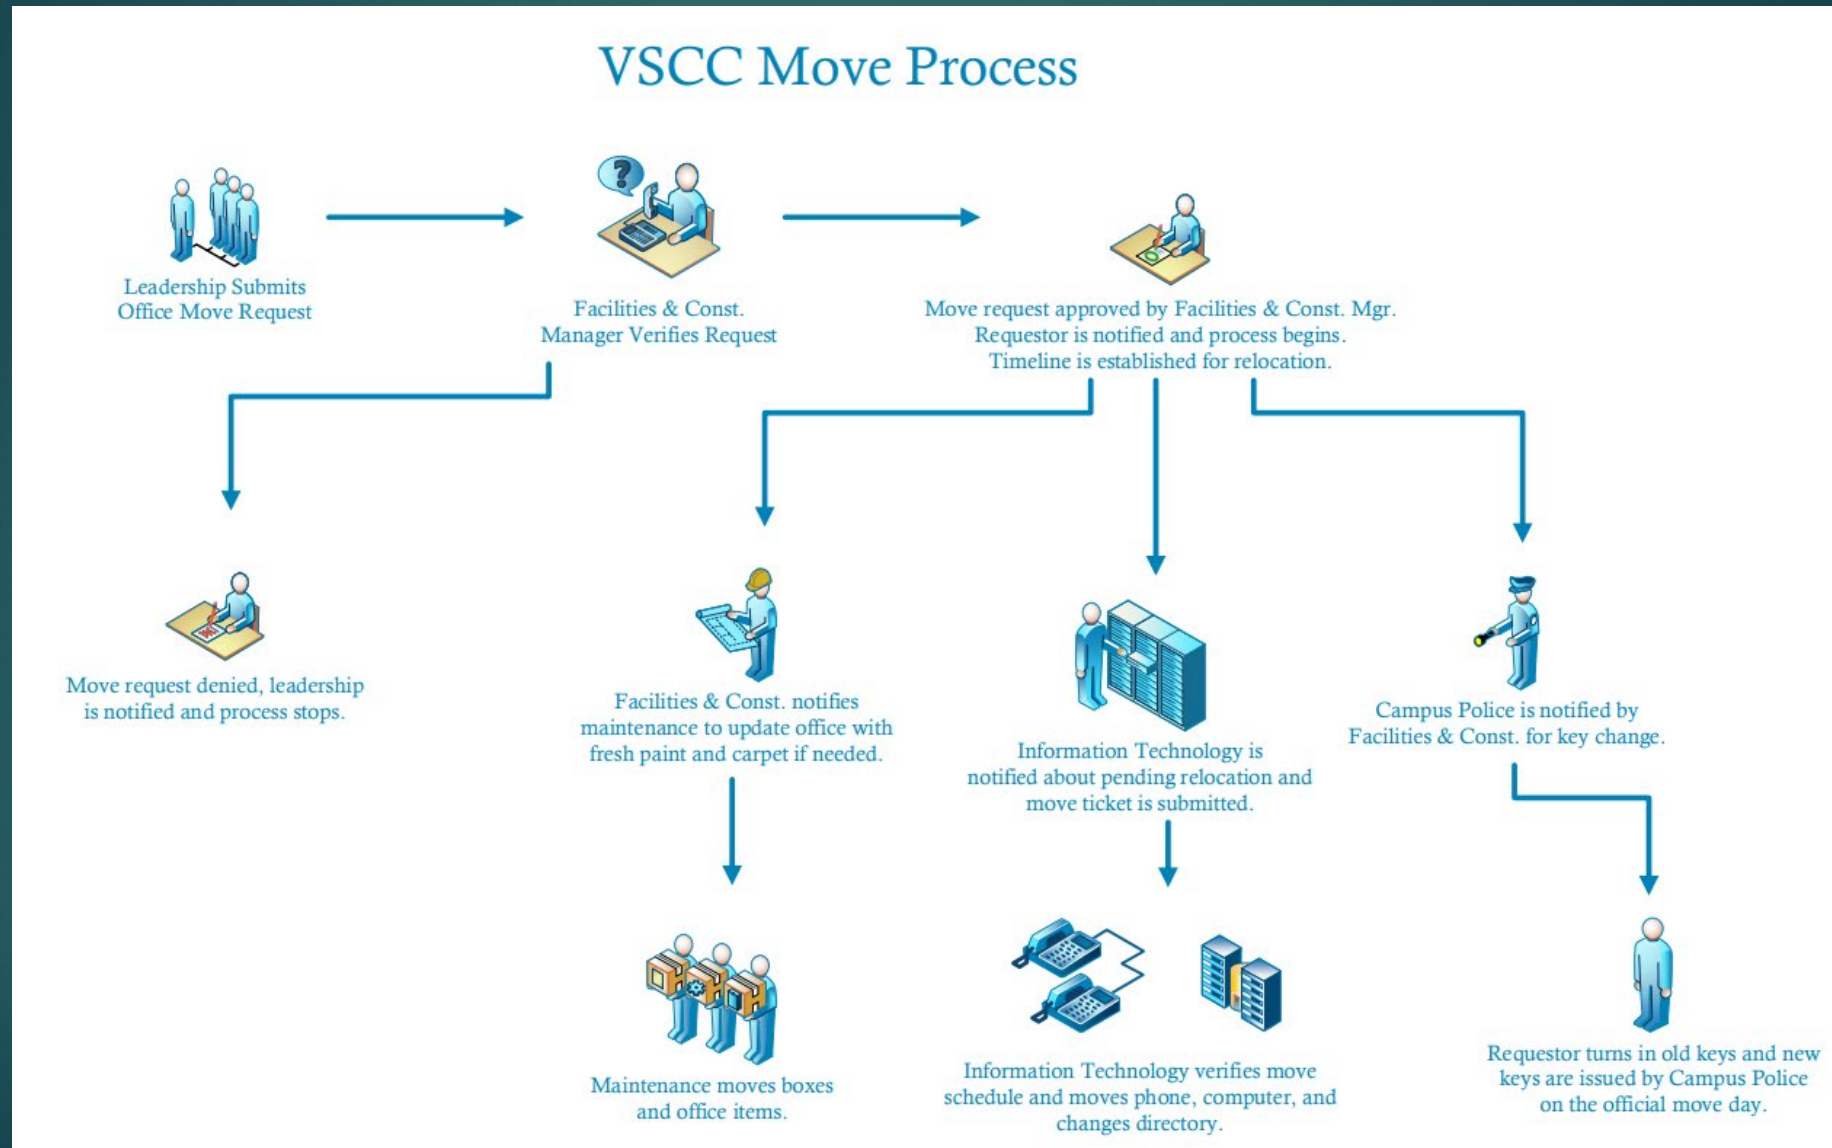 VSCC Move Process
?
Leadership Submits
Office Move Request
Facilities & Const.
Manager Verifies Request
Move request approved by Facilities & Const. Mgr.
Requestor is notified and process begins.
Timeline is established for relocation.
Move request denied, leadership
is notified and process stops.
Facilities & Const. notifies
maintenance to update office with
fresh paint and carpet if needed.
Information Technology is
notified about pending relocation and
move ticket is submitted.
Campus Police is notified by
Facilities & Const. for key change.
Maintenance moves boxes
and office items.
Information Technology verifies move
schedule and moves phone, computer, and
changes directory.
Requestor turns in old keys and new
keys are issued by Campus Police
on the official move day.